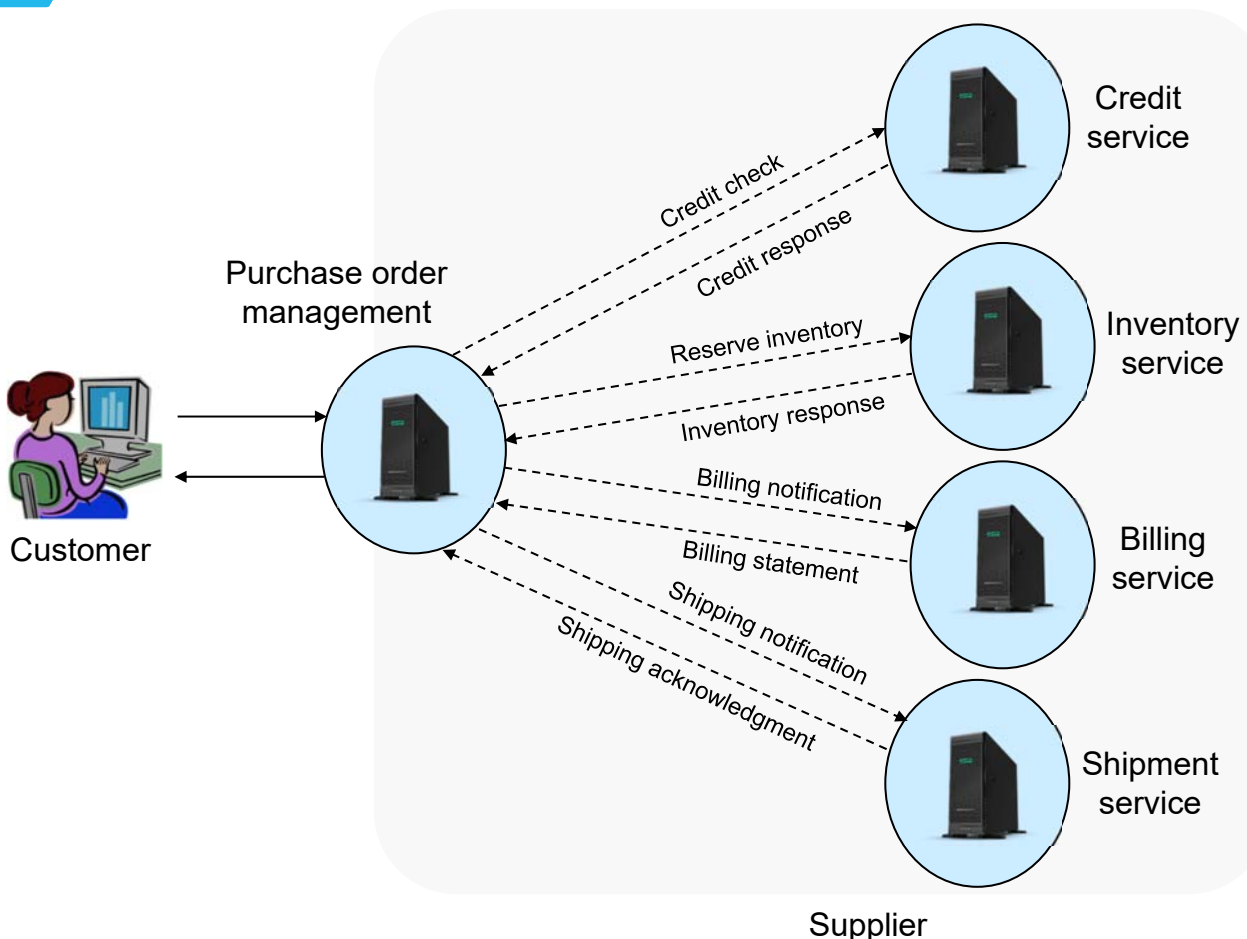 Credit
service
Credit check
Credit response
Purchase order
management
Reserve inventory
Inventory response
Inventory
service
Customer
Billing notification
Billing statement
Billing
service
Shipping notification
Shipping acknowledgment
Shipment
service
Supplier